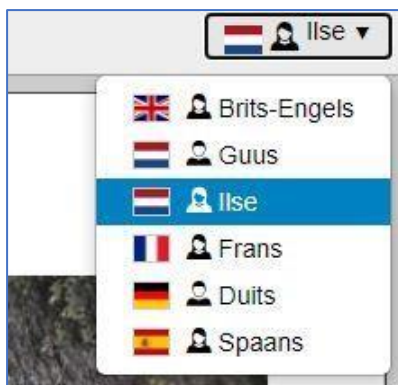 Ilse ▼
Brits-Engels
Guus
Ilse
Frans
Duits
Spaans